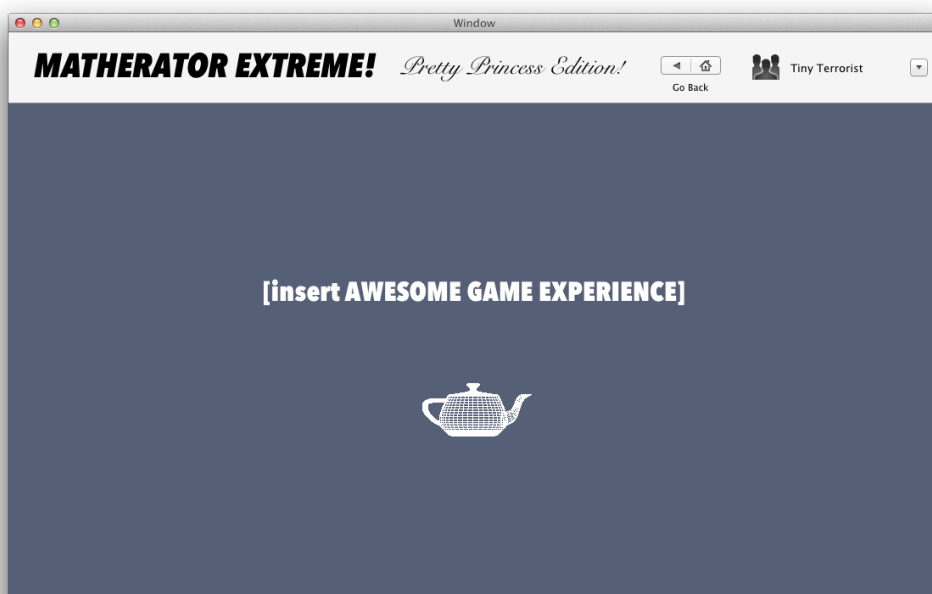 Window
MATHERATOR EXTREME! Pretty Princess Edition!
Go Back
Tiny Terrorist
[insert AWESOME GAME EXPERIENCE]